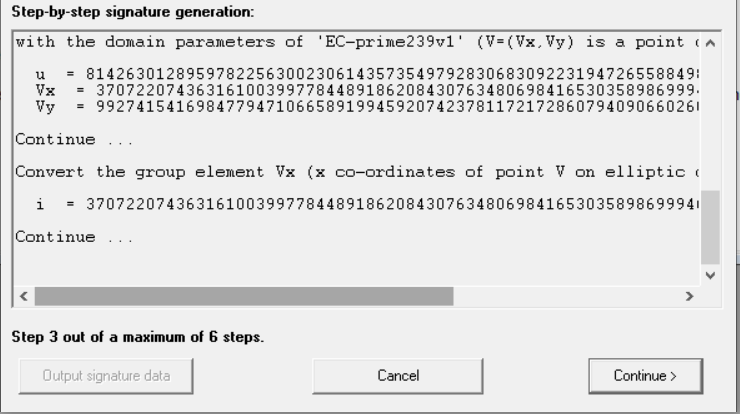 Step-by-step signature generation:
with the domain parameters of 'EC-prime239v1' (V=(Vx,Vy) is a point
u = 8142630128959782256300230614357354979283068309223194726558849
Vx = 370722074363161003997784489186208430763480698416530358986999
Vy = 992741541698477947106658919945920742378117217286079409066026
Continue ...
Convert the group element Vx (x co-ordinates of point V on elliptic
i = 3707220743631610039977844891862084307634806984165303589869994
Continue ...
Step 3 out of a maximum of 6 steps.
Output signature data
Cancel
Continue >